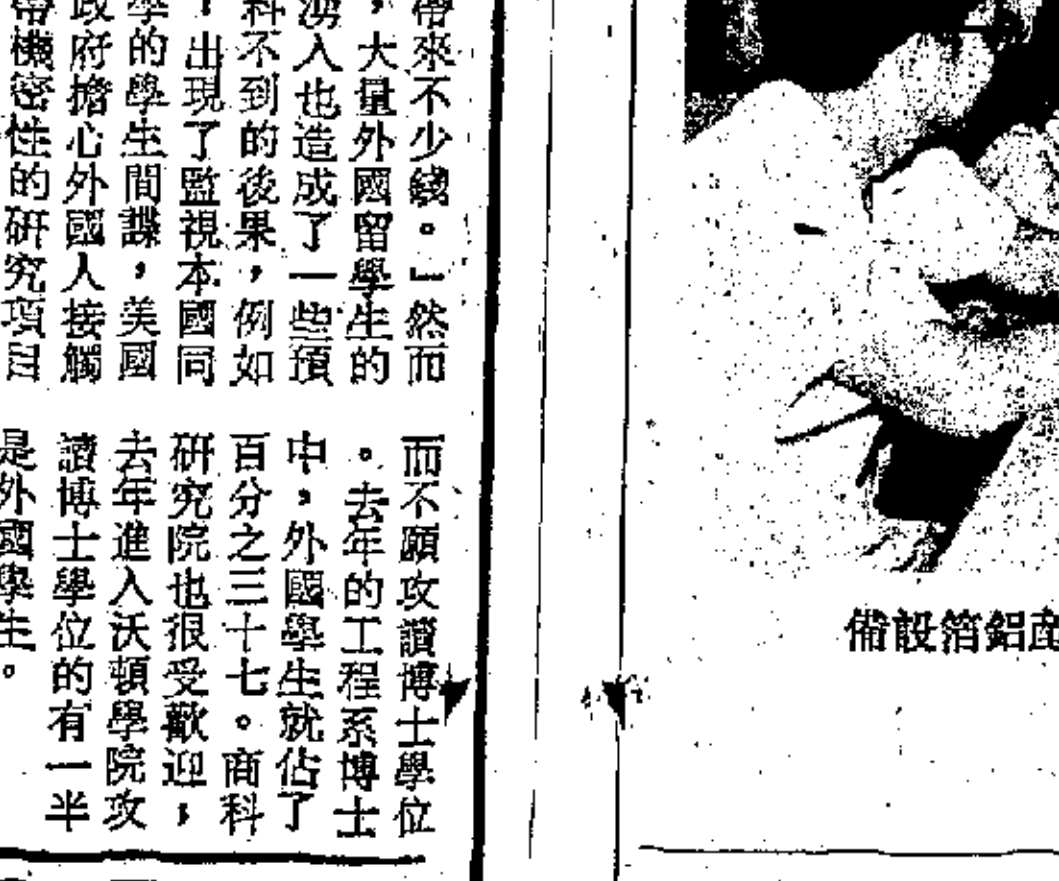 帶來不少錢。」然而
，大量外國留學生的
湧入也造成了一些預
料不到的後果，例如
，出現了監視本國同
學的學生間諜，美國
政府擔心外國人接觸
帶機密性的研究項目
而不願攻讀博士學位
。去年的工程系博士
中，外國學生就佔了
百分之三十七。商科
研究院也很受歡迎，
去年進入沃頓學院攻
讀博士學位的有一半
是外國學生。
備設箔鋁產